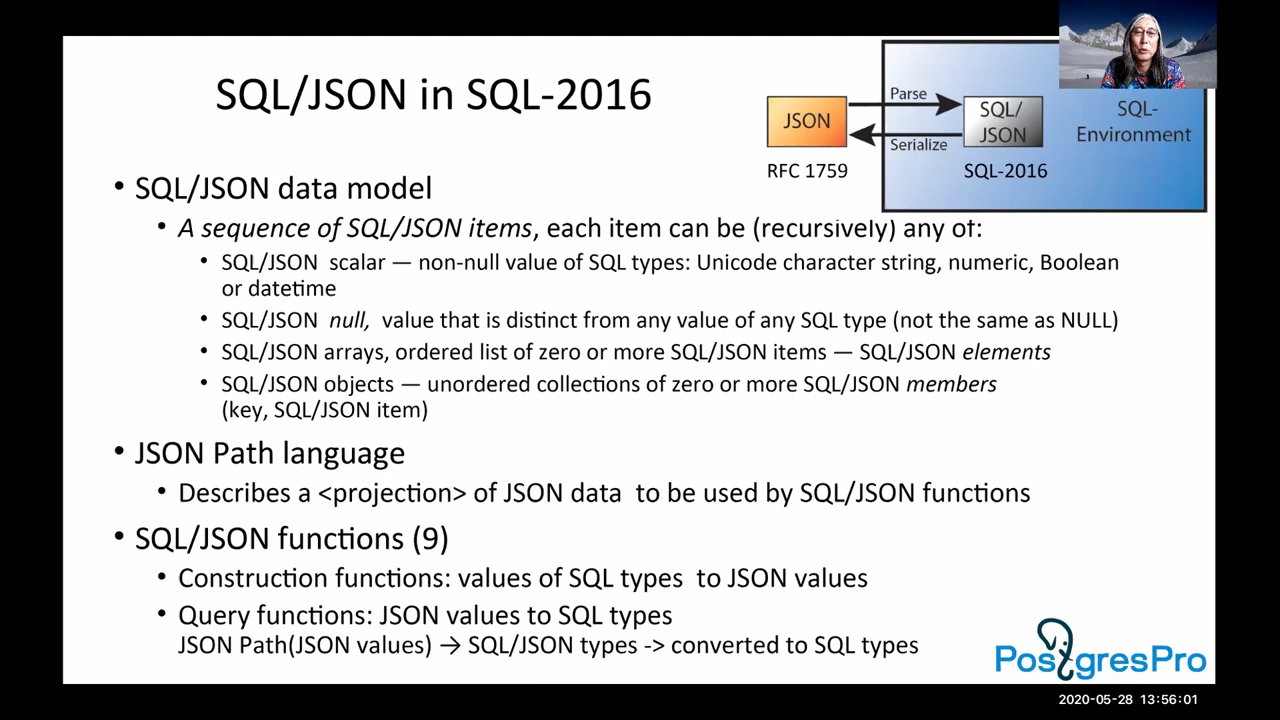 SQL/JSON in SQL-2016
Parse
JSON
SQL/
JSON
SQL-
Environment
Serialize
RFC 1759
SQL-2016
• SQL/JSON data model
• A sequence of SQL/JSON items, each item can be (recursively) any of:
• SQL/JSON  scalar — non-null value of SQL types: Unicode character string, numeric, Boolean
or datetime
• SQL/JSON  null,  value that is distinct from any value of any SQL type (not the same as NULL)
• SQL/JSON arrays, ordered list of zero or more SQL/JSON items — SQL/JSON elements
• SQL/JSON objects — unordered collections of zero or more SQL/JSON members
(key, SQL/JSON item)
• JSON Path language
• Describes a <projection> of JSON data  to be used by SQL/JSON functions
• SQL/JSON functions (9)
• Construction functions: values of SQL types  to JSON values
• Query functions: JSON values to SQL types
JSON Path(JSON values) → SQL/JSON types -> converted to SQL types
PostgresPro
2020-05-28 13:56:01